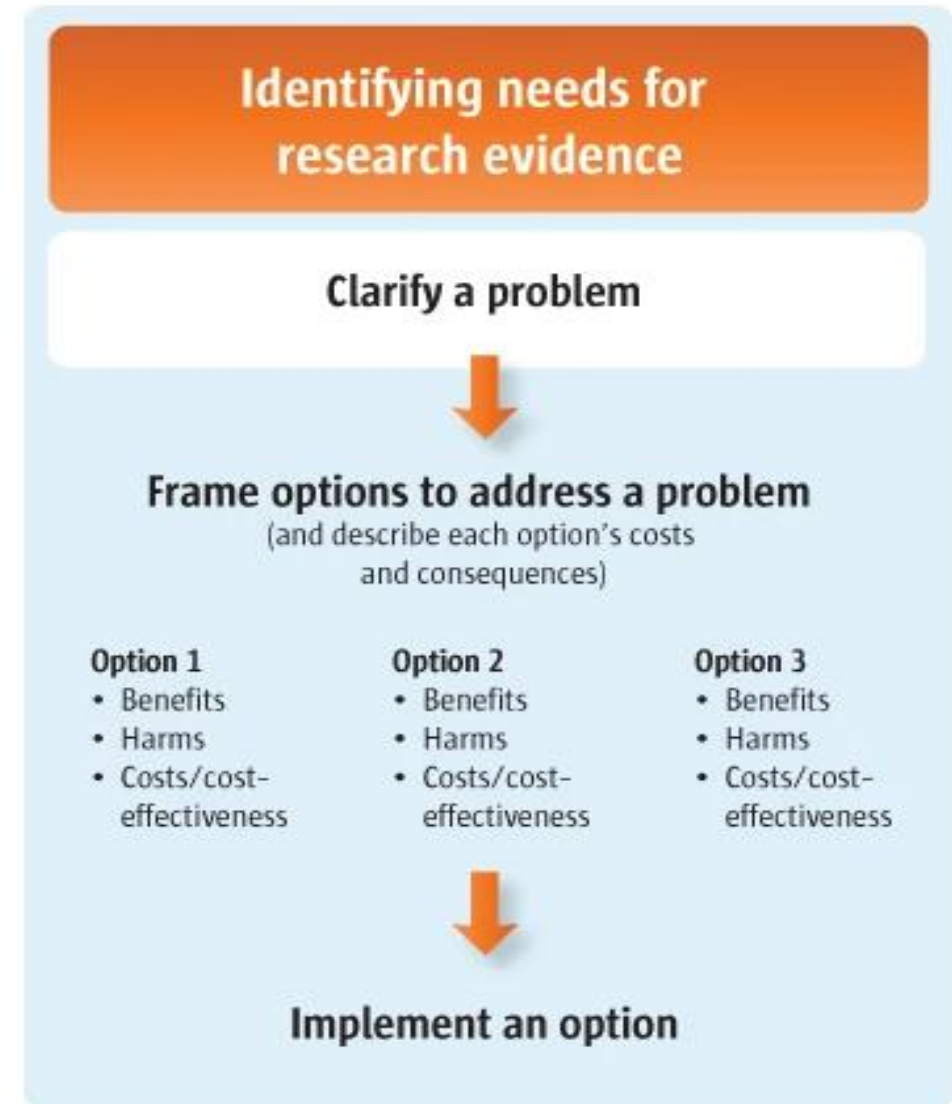 Identifying needs for
research evidence
Clarify a problem
Frame options to address a problem
(and describe each option's costs
and consequences)
Option 1
• Benefits
• Harms
• Costs/cost-
effectiveness
Option 2
• Benefits
• Harms
• Costs/cost-
effectiveness
Option 3
• Benefits
• Harms
• Costs/cost-
effectiveness
Implement an option